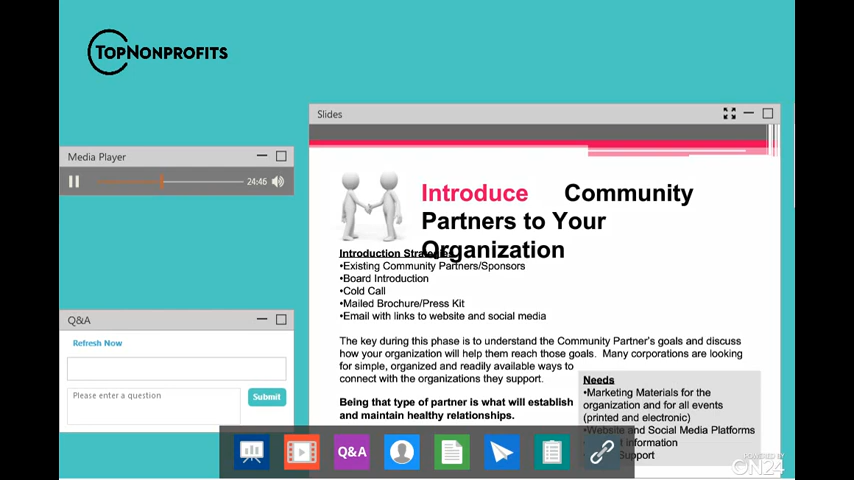 TOPNONPROFITS
Slides
Media Player
24:46
Introduce Community
Partners to Your
Organization
Introduction Strategies
•Existing Community Partners/Sponsors
•Board Introduction
•Cold Call
•Mailed Brochure/Press Kit
•Email with links to website and social media
The key during this phase is to understand the Community Partner's goals and discuss
how your organization will help them reach those goals. Many corporations are looking
for simple, organized and readily available ways to
connect with the organizations they support.
Being that type of partner is what will establish
and maintain healthy relationships.
Needs
•Marketing Materials for the
organization and for all events
(printed and electronic)
•Website and Social Media Platforms
information
Support
Q&A
Refresh Now
Please enter a question
Submit
Q&A
POWERED BY
ON24